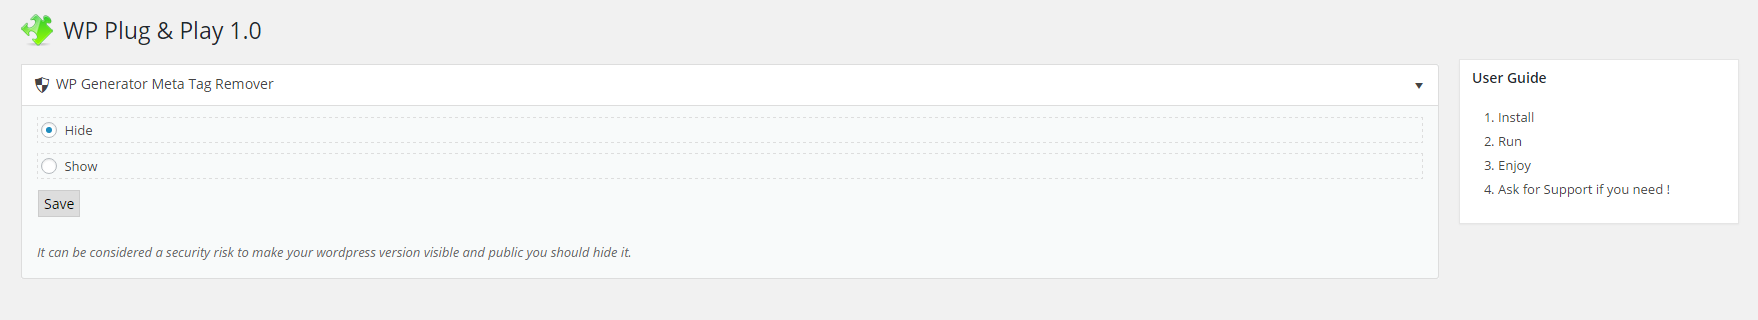 WP Plug & Play 1.0
WP Generator Meta Tag Remover
Hide
Show
Save
It can be considered a security risk to make your wordpress version visible and public you should hide it.
User Guide
1. Install
2. Run
3. Enjoy
4. Ask for Support if you need !